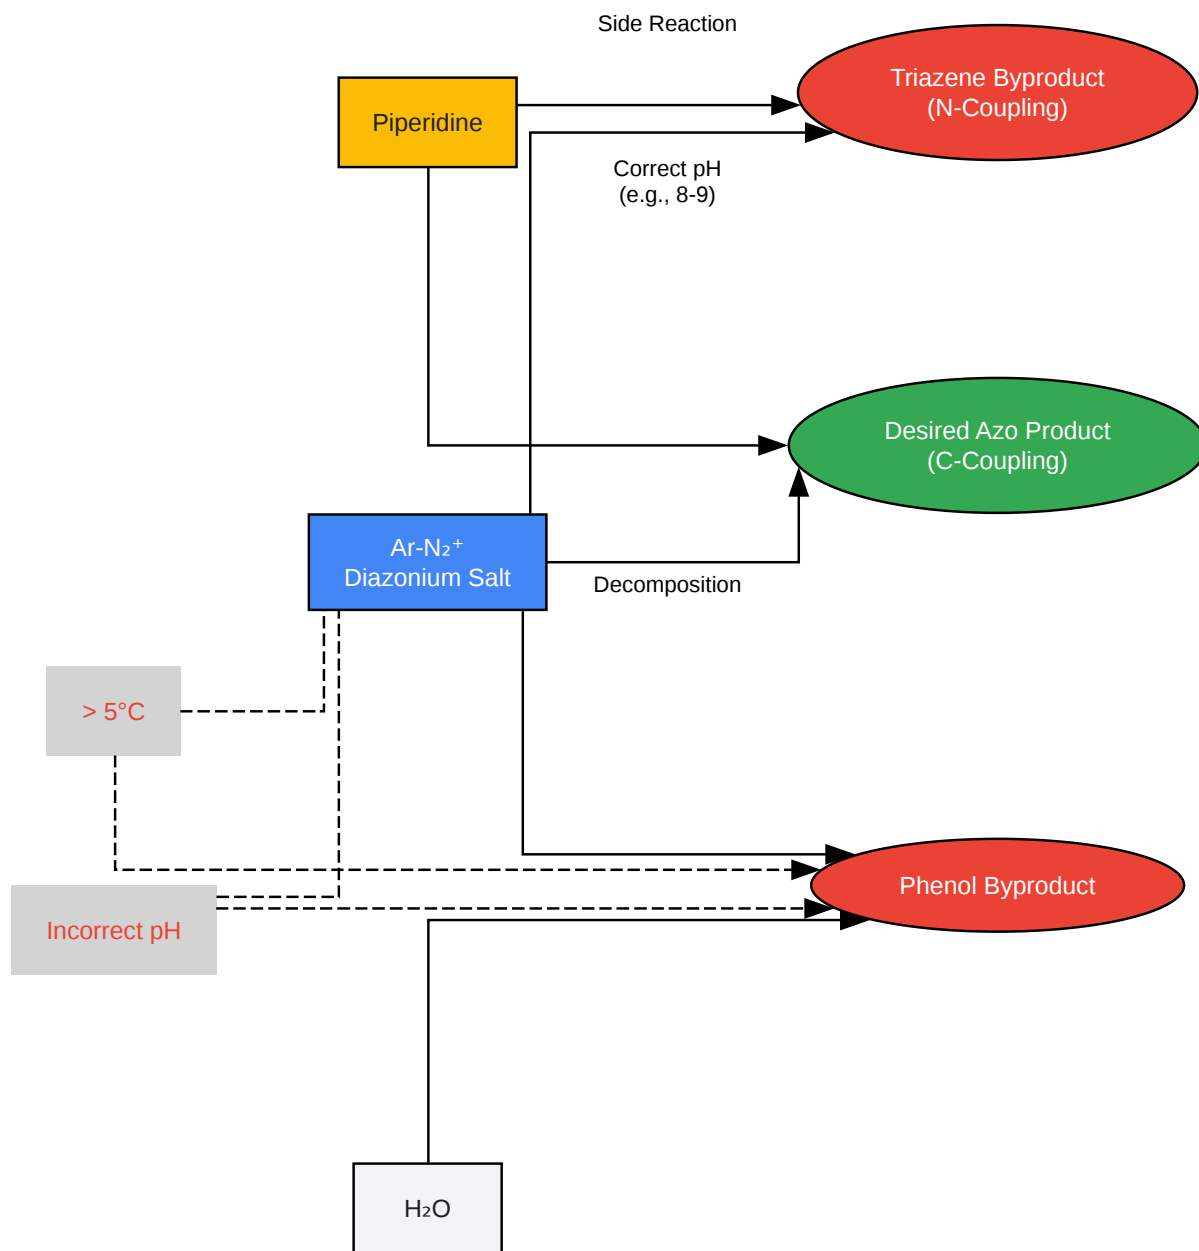 Side Reaction
Triazene Byproduct
(N-Coupling)
Piperidine
Correct pH
(e.g., 8-9)
Desired Azo Product
(C-Coupling)
Ar-N₂⁺
Diazonium Salt
Decomposition
> 5°C
Phenol Byproduct
Incorrect pH
H₂O